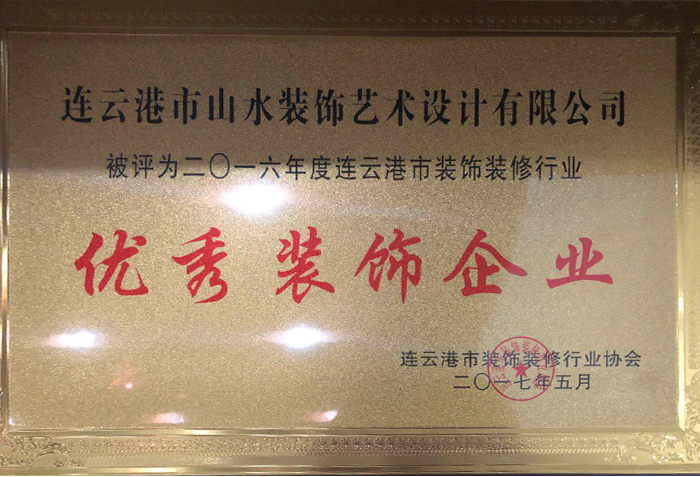 连云港市山水装饰艺术设计有限公司
被评为二〇一六年度连云港市装饰装修行业
优秀装饰企业
连云港市装饰装修行业协会
二〇一七年五月